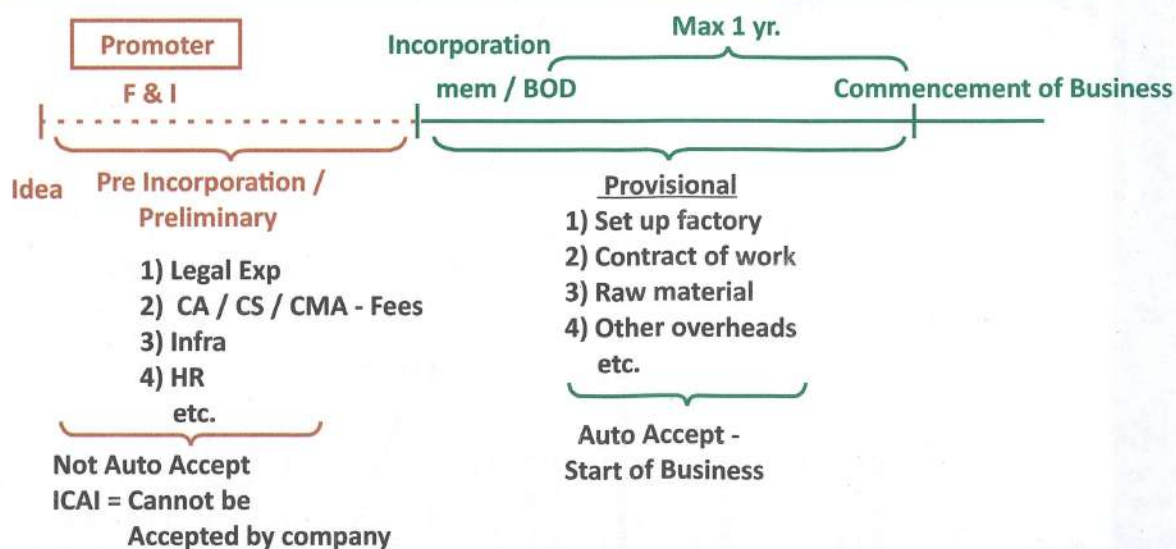 Promoter
F & I
Idea
Pre Incorporation /
Preliminary
1) Legal Exp
2) CA / CS / CMA - Fees
3) Infra
4) HR
etc.
Not Auto Accept
ICAI = Cannot be
Accepted by company
Incorporation
mem / BOD
Max 1 yr.
Commencement of Business
Provisional
1) Set up factory
2) Contract of work
3) Raw material
4) Other overheads
etc.
Auto Accept -
Start of Business